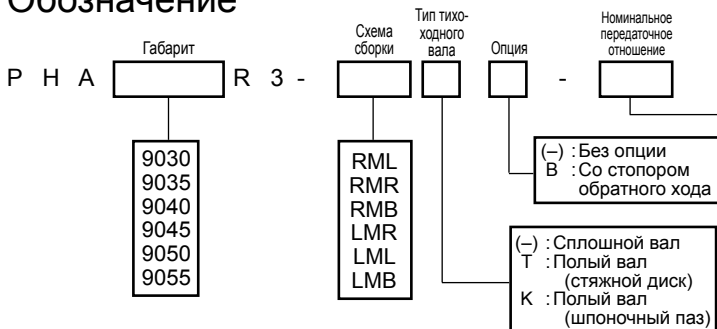 Обозначение
Габарит
Схема
сборки
Тип тихо-
ходного
вала
Опция
Номинальное
передаточное
отношение
P H A R 3 - -
9030
9035
9040
9045
9050
9055
RML
RMR
RMB
LMR
LML
LMB
(–) : Без опции
B : Со стопором
обратного хода
(–) : Сплошной вал
T : Полый вал
(стяжной диск)
K : Полый вал
(шпоночный паз)